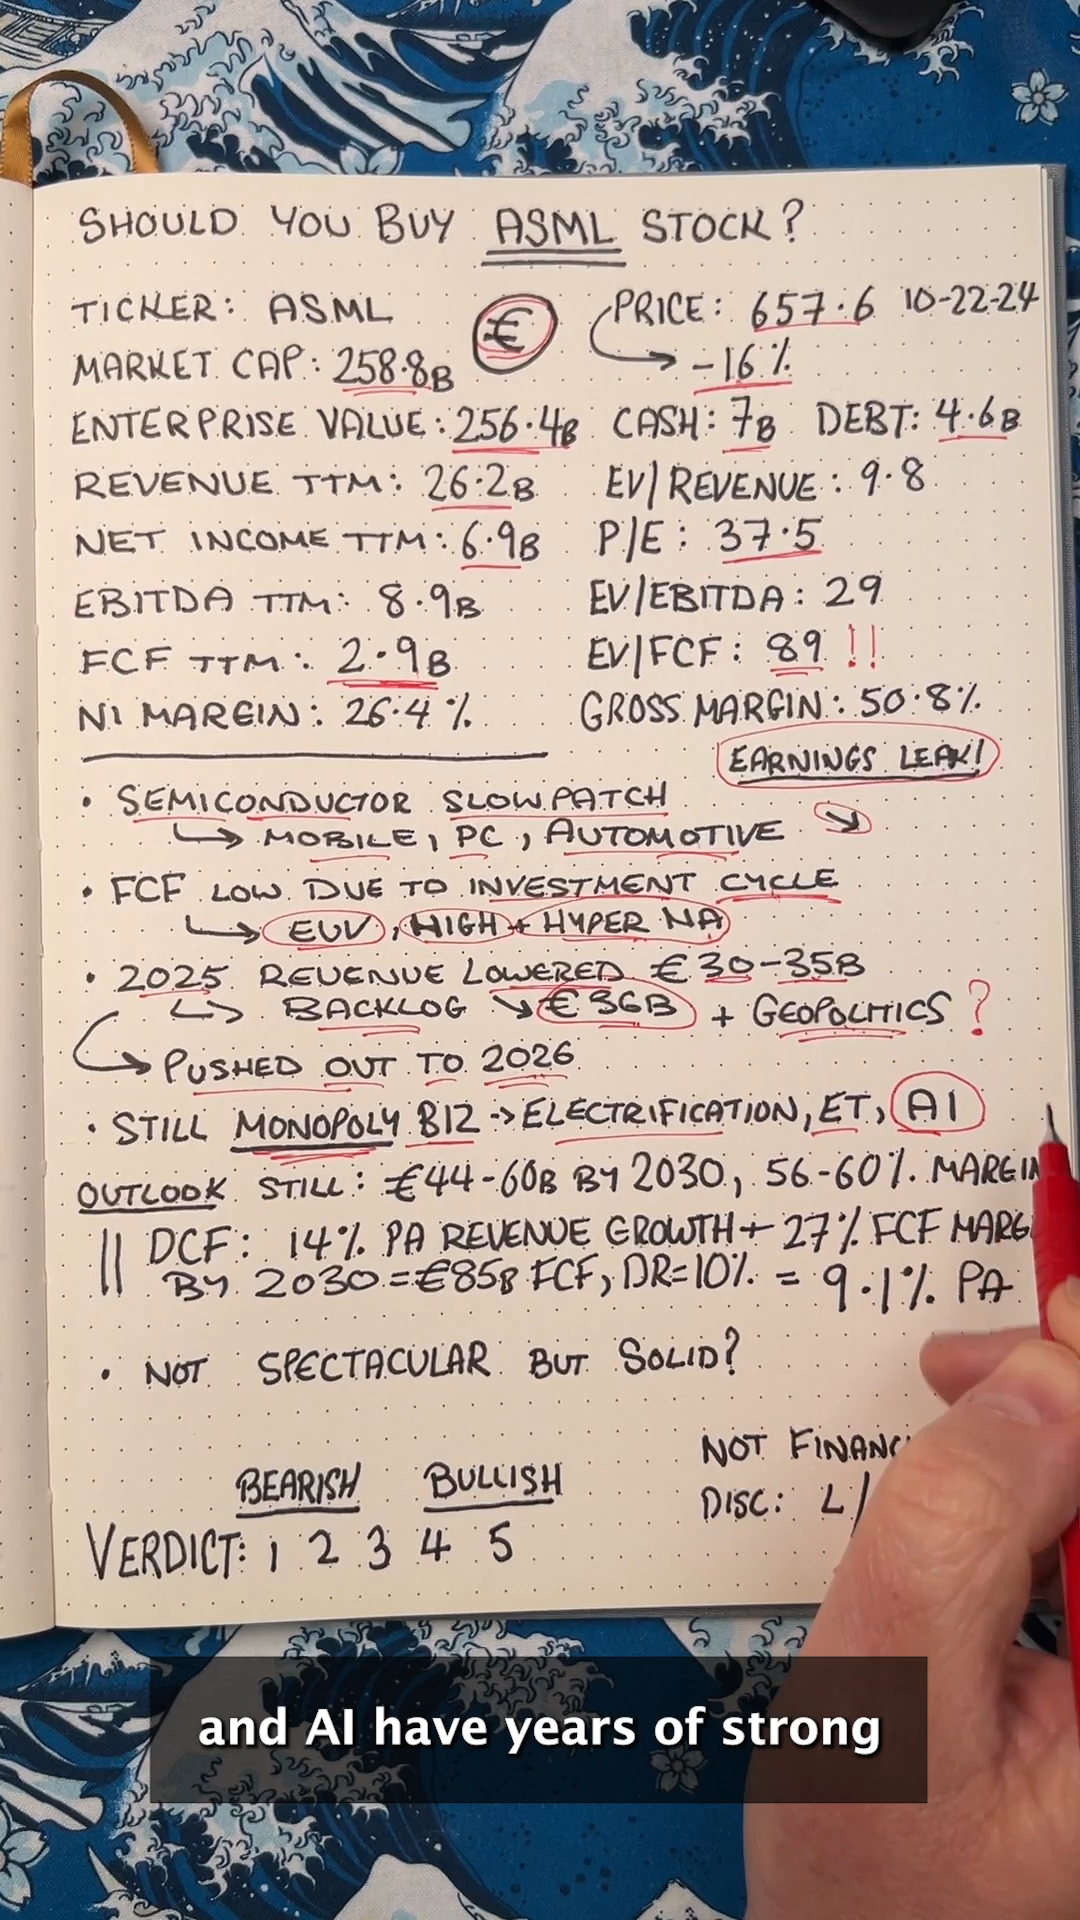 SHOULD YOU BUY ASML STOCK?
TICKER: ASML € PRICE: 657.6 10-22-24
MARKET CAP: 258.8B -16%
ENTERPRISE VALUE: 256.4B CASH: 7B DEBT: 4.6B
REVENUE TTM: 26.2B EV/REVENUE: 9.8
NET INCOME TTM: 6.9B P/E: 37.5
EBITDA TTM: 8.9B EV/EBITDA: 29
FCF TTM: 2.9B EV/FCF: 89 !!
NI MARGIN: 26.4% GROSS MARGIN: 50.8%
EARNINGS LEAK!
• SEMICONDUCTOR SLOWPATCH
↳ MOBILE, PC, AUTOMOTIVE ↘
• FCF LOW DUE TO INVESTMENT CYCLE
↳ EUV, HIGH + HYPER NA
• 2025 REVENUE LOWERED €30-35B
↳ BACKLOG ↘ €36B + GEOPOLITICS ?
→ PUSHED OUT TO 2026
• STILL MONOPOLY BIZ → ELECTRIFICATION, ET, AI
OUTLOOK STILL: €44-60B BY 2030, 56-60% MARGIN
|| DCF: 14% PA REVENUE GROWTH + 27% FCF MARG
BY 2030 = €85B FCF, DR=10% = 9.1% PA
• NOT SPECTACULAR BUT SOLID?
NOT FINANC
BEARISH BULLISH
DISC: L/
VERDICT: 1 2 3 4 5
and AI have years of strong